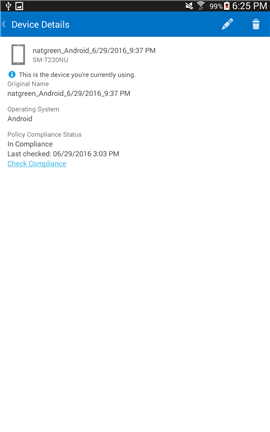 99% 6:25 PM
Device Details
natgreen_Android_6/29/2016_9:37 PM
SM-T230NU
This is the device you're currently using.
Original Name
natgreen_Android_6/29/2016_9:37 PM
Operating System
Android
Policy Compliance Status
In Compliance
Last checked: 06/29/2016 3:03 PM
Check Compliance